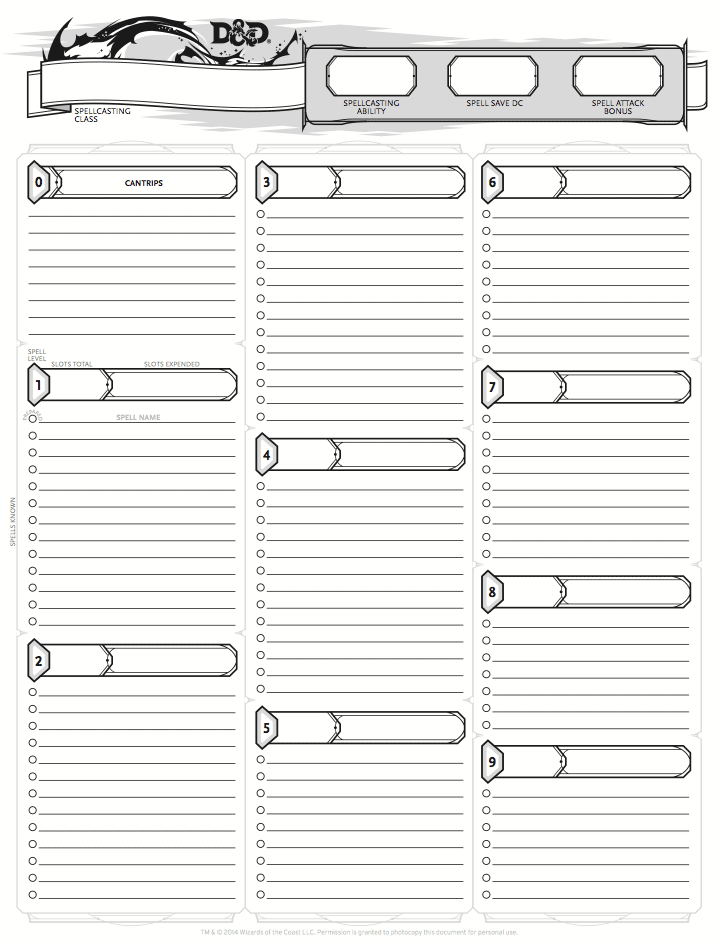 D&D®
SPELLCASTING
CLASS
SPELLCASTING
ABILITY
SPELL SAVE DC
SPELL ATTACK
BONUS
0
CANTRIPS
SPELL
LEVEL
SLOTS TOTAL
SLOTS EXPENDED
1
PREPARED
SPELL NAME
SPELLS KNOWN
2
3
4
5
6
7
8
9
TM & © 2014 Wizards of the Coast LLC. Permission is granted to photocopy this document for personal use.